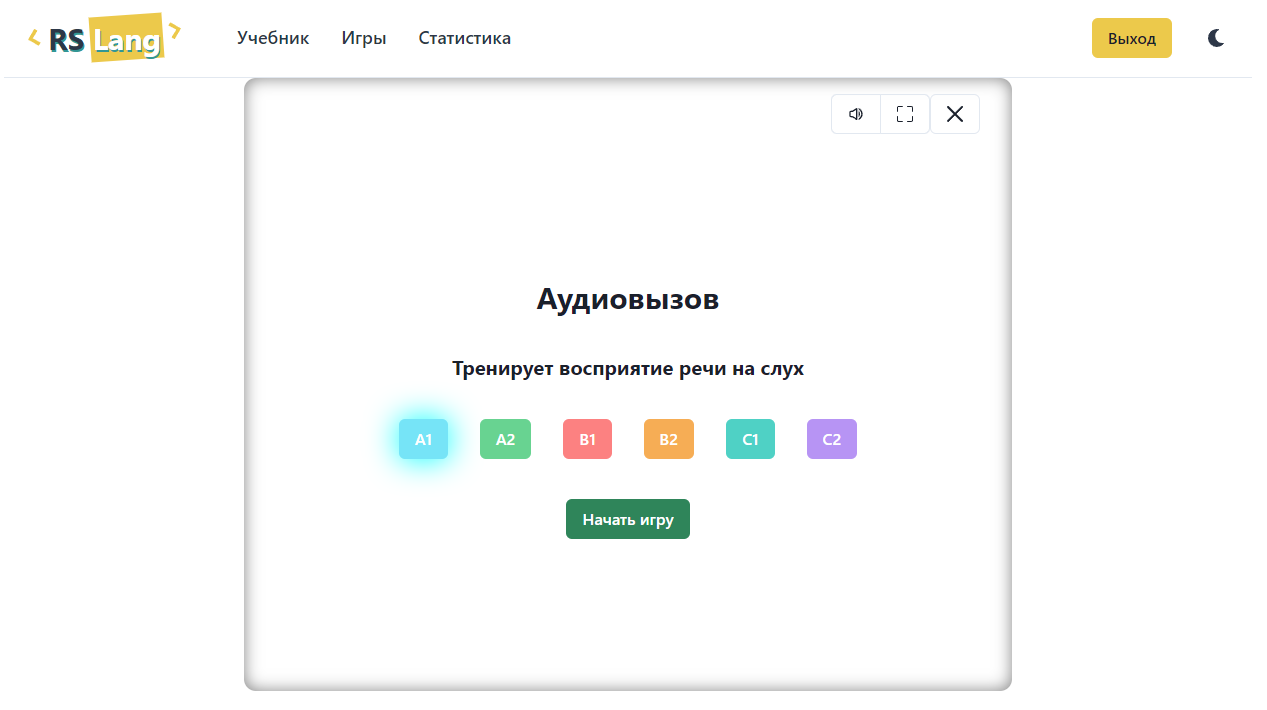 RS Lang
Учебник Игры Статистика Выход
Аудиовызов
Тренирует восприятие речи на слух
A1 A2 B1 B2 C1 C2
Начать игру